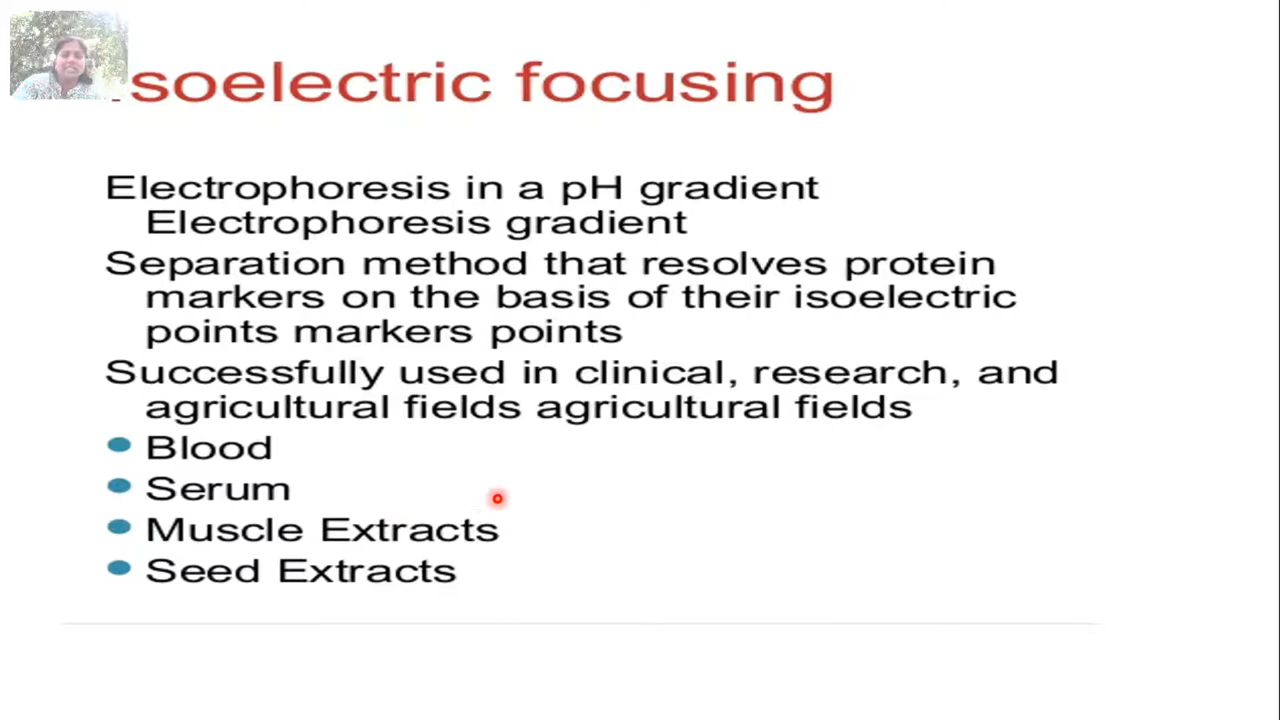 Isoelectric focusing
Electrophoresis in a pH gradient
Electrophoresis gradient
Separation method that resolves protein
markers on the basis of their isoelectric
points markers points
Successfully used in clinical, research, and
agricultural fields agricultural fields
Blood
Serum
Muscle Extracts
Seed Extracts